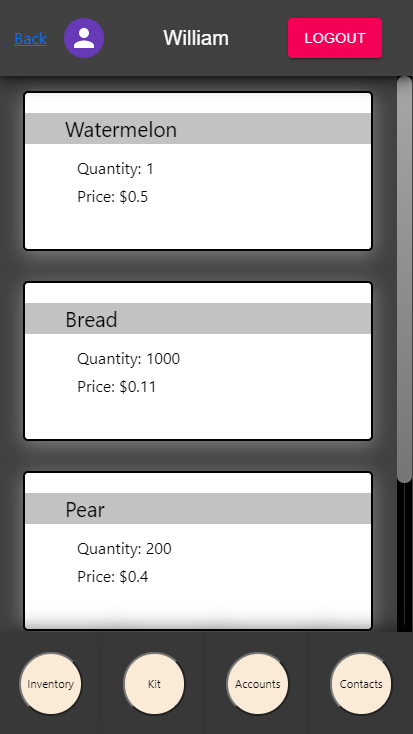 Back William LOGOUT
Watermelon
Quantity: 1
Price: $0.5
Bread
Quantity: 1000
Price: $0.11
Pear
Quantity: 200
Price: $0.4
Inventory Kit Accounts Contacts